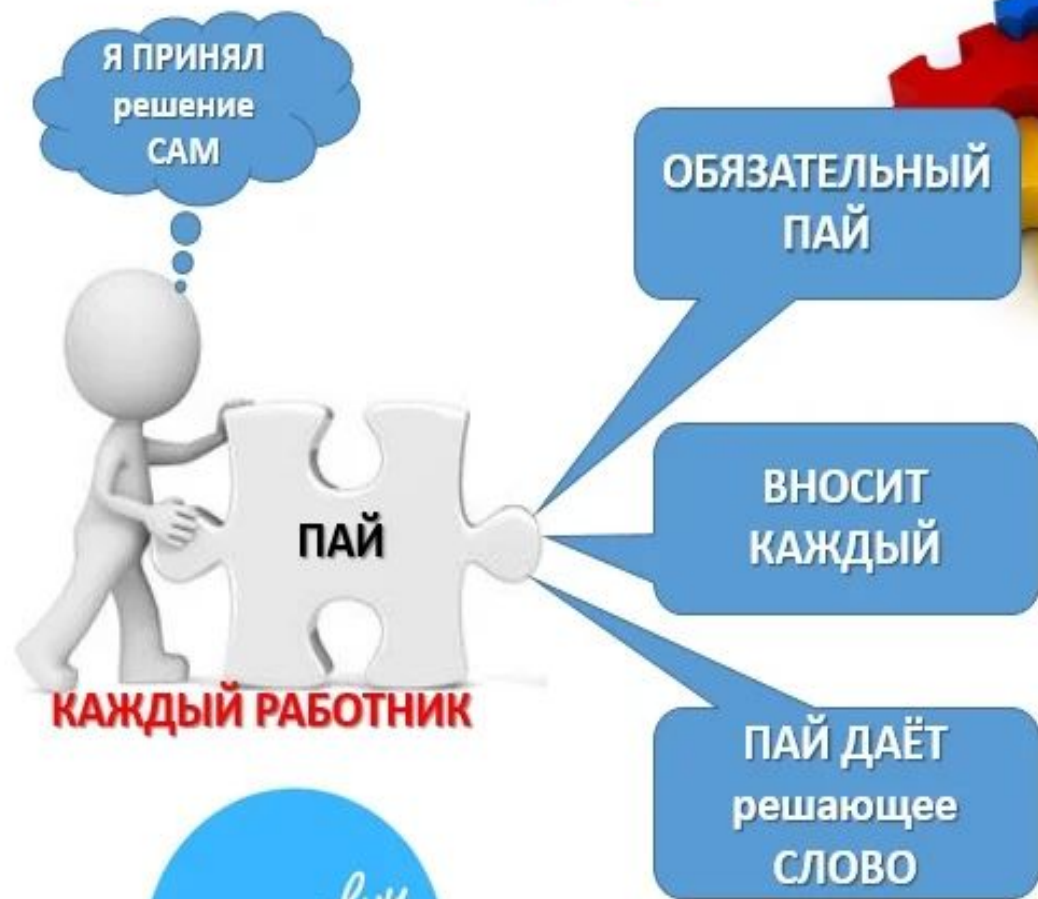 Я ПРИНЯЛ
решение
САМ
ОБЯЗАТЕЛЬНЫЙ
ПАЙ
ВНОСИТ
КАЖДЫЙ
ПАЙ
КАЖДЫЙ РАБОТНИК
ПАЙ ДАЁТ
решающее
СЛОВО